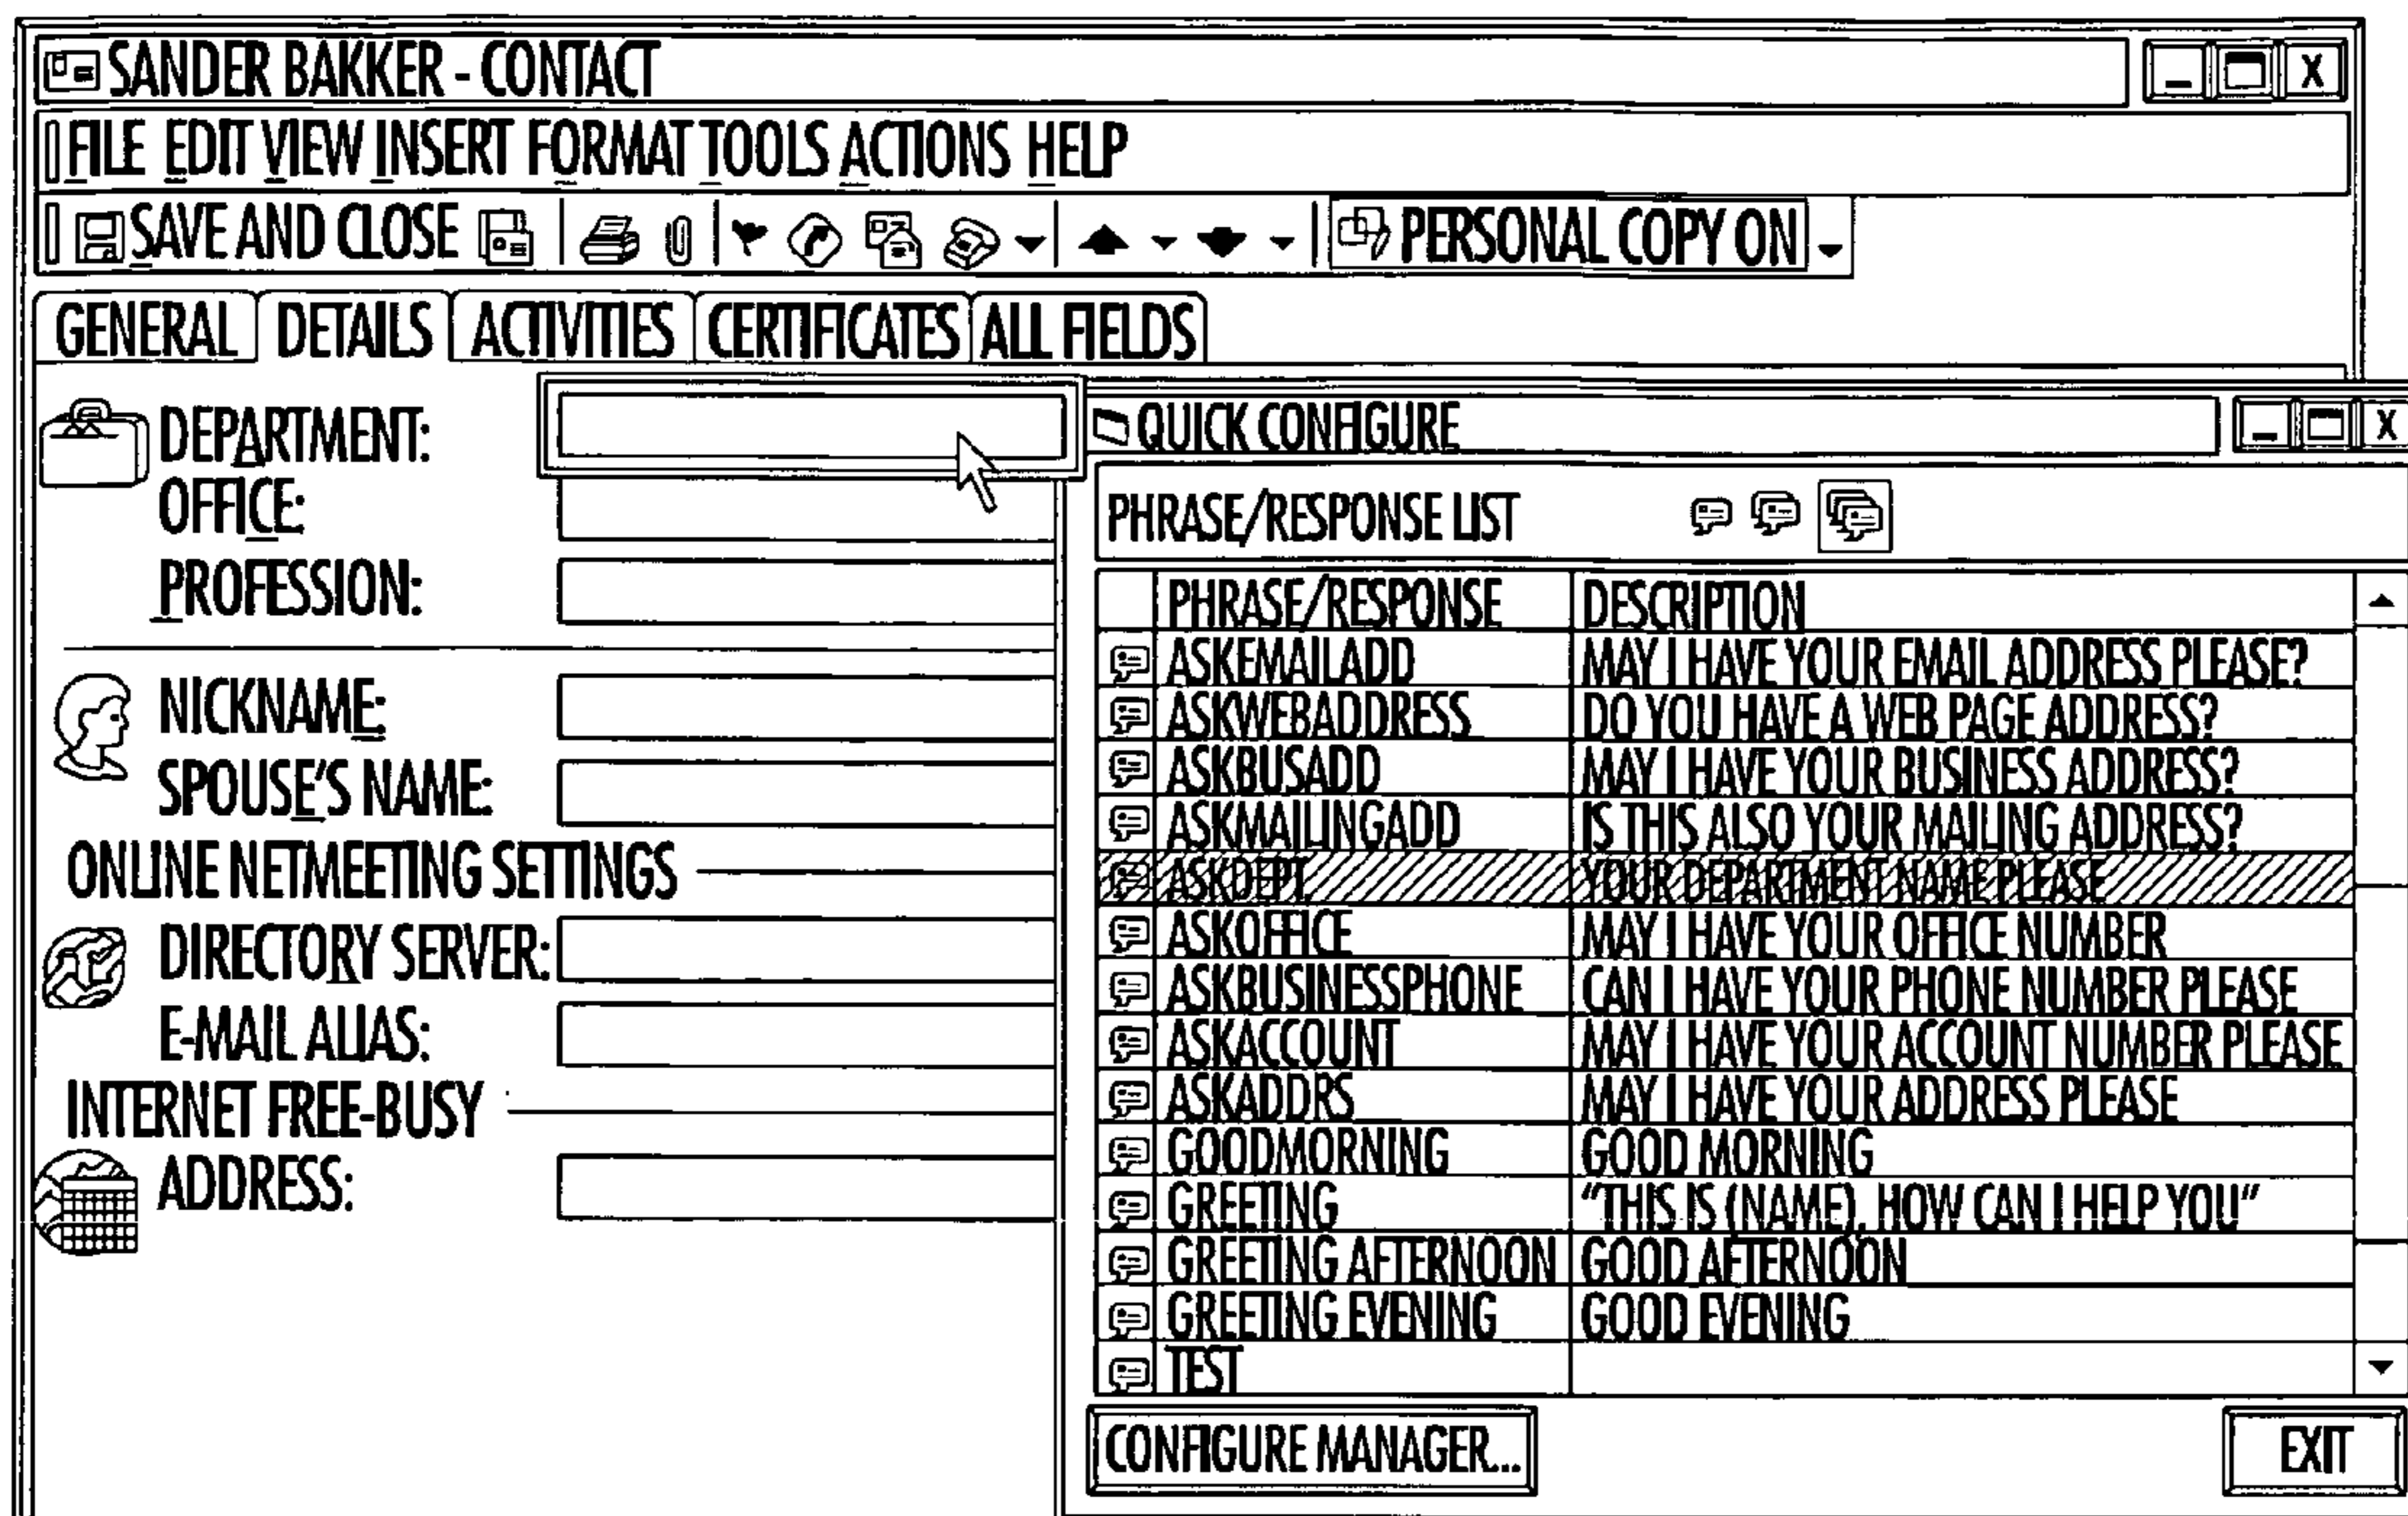 SANDER BAKKER - CONTACT
X
FILE EDIT VIEW INSERT FORMAT TOOLS ACTIONS HELP
SAVE AND CLOSE
PERSONAL COPY ON
GENERAL DETAILS ACTIVITIES CERTIFICATES ALL FIELDS
DEPARTMENT:
OFFICE:
PROFESSION:
NICKNAME:
SPOUSE'S NAME:
ONLINE NETMEETING SETTINGS
DIRECTORY SERVER:
E-MAIL ALIAS:
INTERNET FREE-BUSY
ADDRESS:
QUICK CONFIGURE
X
PHRASE/RESPONSE LIST
PHRASE/RESPONSE DESCRIPTION
ASKEMAILADD MAY I HAVE YOUR EMAIL ADDRESS PLEASE?
ASKWEBADDRESS DO YOU HAVE A WEB PAGE ADDRESS?
ASKBUSADD MAY I HAVE YOUR BUSINESS ADDRESS?
ASKMAILINGADD IS THIS ALSO YOUR MAILING ADDRESS?
ASKDEPT YOUR DEPARTMENT NAME PLEASE
ASKOFFICE MAY I HAVE YOUR OFFICE NUMBER
ASKBUSINESSPHONE CAN I HAVE YOUR PHONE NUMBER PLEASE
ASKACCOUNT MAY I HAVE YOUR ACCOUNT NUMBER PLEASE
ASKADDRS MAY I HAVE YOUR ADDRESS PLEASE
GOODMORNING GOOD MORNING
GREETING “THIS IS (NAME), HOW CAN I HELP YOU”
GREETING AFTERNOON GOOD AFTERNOON
GREETING EVENING GOOD EVENING
TEST
CONFIGURE MANAGER... EXIT